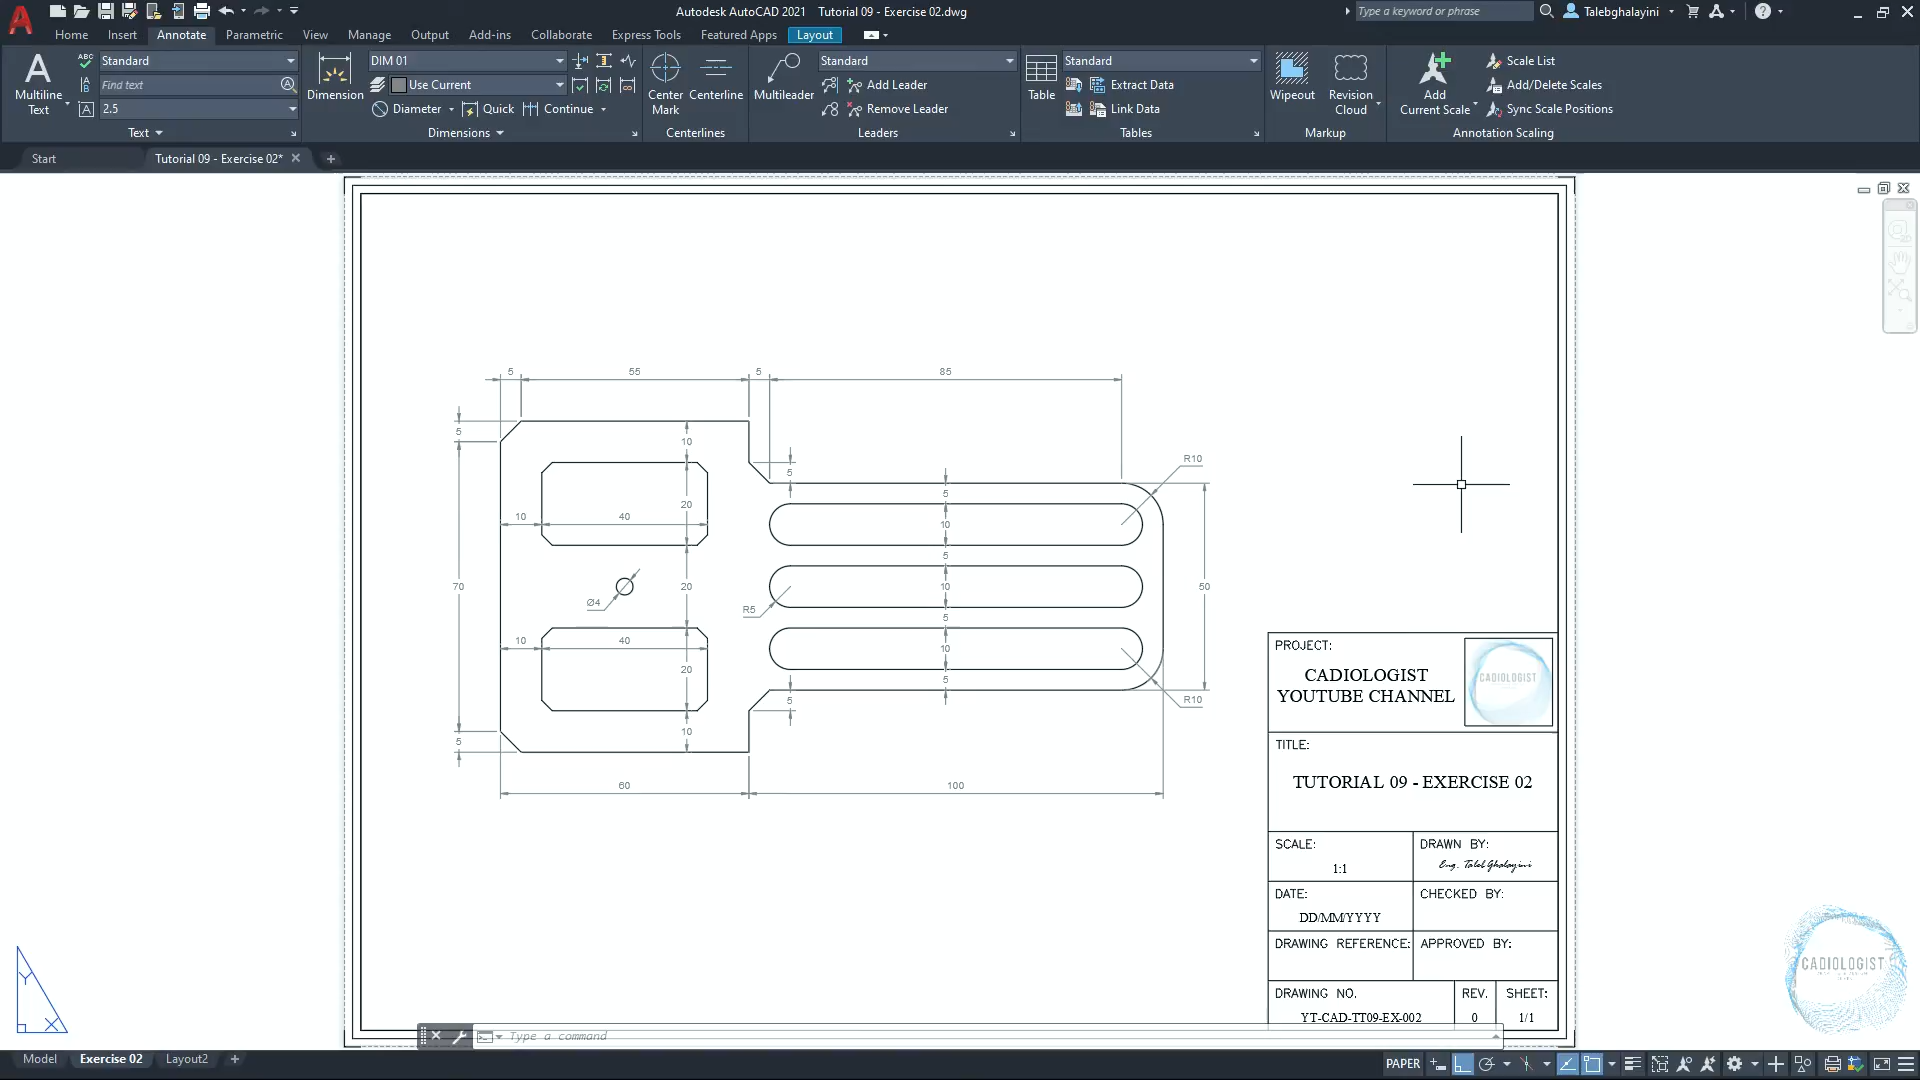 Autodesk AutoCAD 2021 Tutorial 09 - Exercise 02.dwg
Type a keyword or phrase
Talebghalayini
Home Insert Annotate Parametric View Manage Output Add-ins Collaborate Express Tools Featured Apps Layout
Multiline
Text
ABC
Standard
Find text
2.5
Text
Dimension
DIM 01
Use Current
Diameter Quick Continue
Dimensions
Center
Mark
Centerline
Centerlines
Multileader
Standard
Add Leader
Remove Leader
Leaders
Table
Standard
Extract Data
Link Data
Tables
Wipeout
Revision
Cloud
Markup
Add
Current Scale
Scale List
Add/Delete Scales
Sync Scale Positions
Annotation Scaling
Start
Tutorial 09 - Exercise 02*
5 55 5 85
5
10
R10
5
5
20
10 40
10
5
70
20
10
50
Ø4
R5
5
10 40
10
20
5
R10
5
10
5
60 100
PROJECT:
CADIOLOGIST
YOUTUBE CHANNEL
CADIOLOGIST
TITLE:
TUTORIAL 09 - EXERCISE 02
SCALE:
1:1
DRAWN BY:
Eng. Taleb Ghalayini
DATE:
DD/MM/YYYY
CHECKED BY:
DRAWING REFERENCE:
APPROVED BY:
DRAWING NO.
YT-CAD-TT09-EX-002
REV.
0
SHEET:
1/1
CADIOLOGIST
Y
X
Type a command
Model Exercise 02 Layout2
PAPER